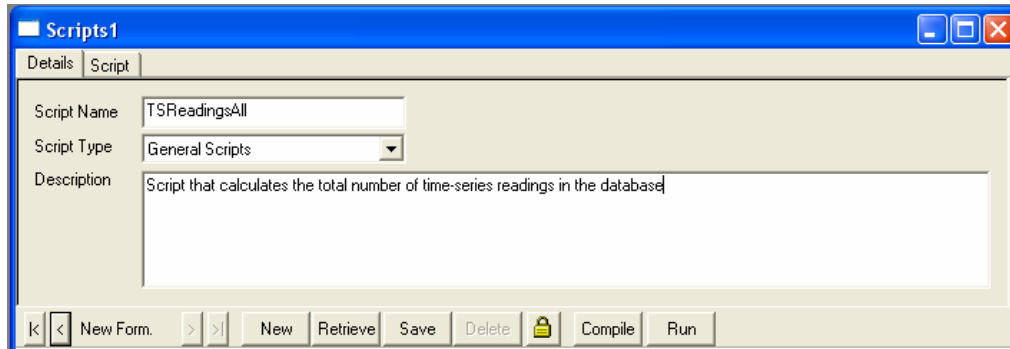 Scripts1
Details Script
Script Name TSReadingsAll
Script Type General Scripts
Description Script that calculates the total number of time-series readings in the database
|< < New Form. > >| New Retrieve Save Delete Compile Run